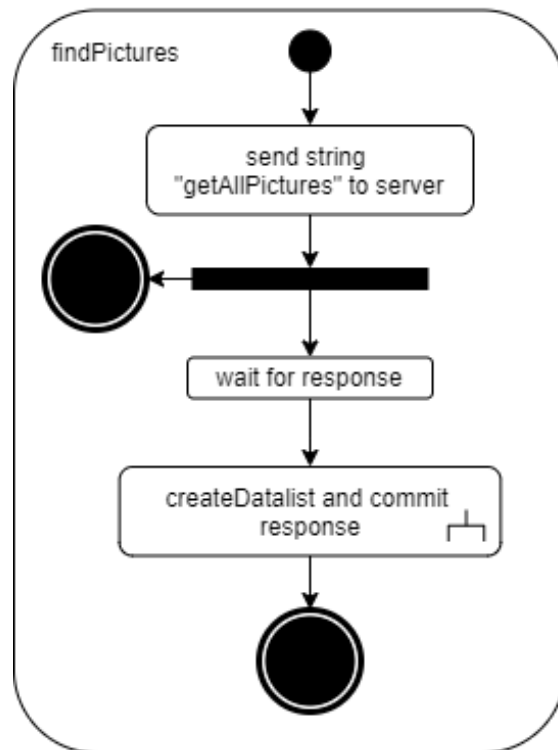 findPictures
send string
"getAllPictures" to server
wait for response
createDatalist and commit
response